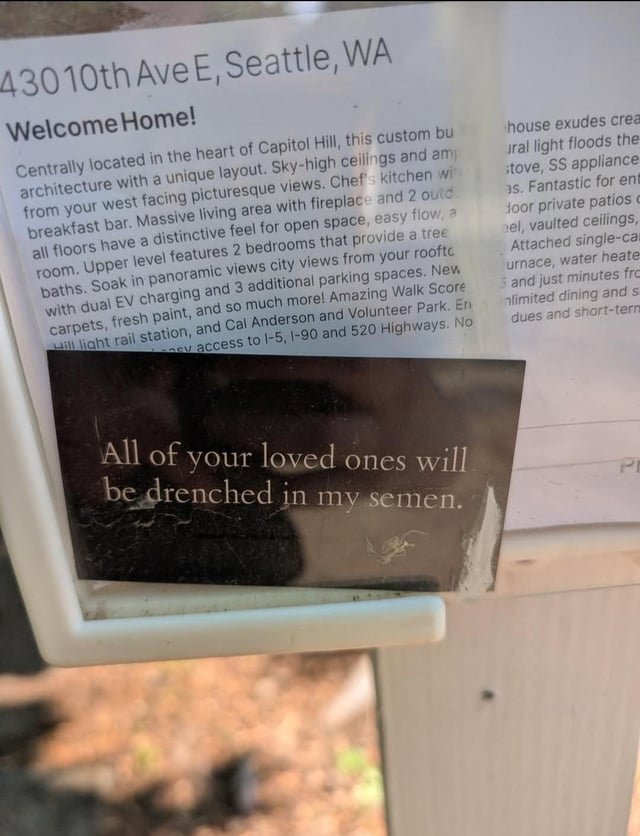 430 10th Ave E, Seattle, WA
Welcome Home!
Centrally located in the heart of Capitol Hill, this custom bu house exudes crea
architecture with a unique layout. Sky-high ceilings and am ural light floods the
from your west facing picturesque views. Chef's kitchen wi stove, SS appliance
breakfast bar. Massive living area with fireplace and 2 outd as. Fantastic for ent
all floors have a distinctive feel for open space, easy flow, a door private patios
room. Upper level features 2 bedrooms that provide a tree eel, vaulted ceilings,
baths. Soak in panoramic views city views from your roofto Attached single-ca
with dual EV charging and 3 additional parking spaces. New urnace, water heate
carpets, fresh paint, and so much more! Amazing Walk Score and just minutes fro
Hill light rail station, and Cal Anderson and Volunteer Park. En nlimited dining and s
access to I-5, I-90 and 520 Highways. No dues and short-tern
All of your loved ones will
be drenched in my semen.